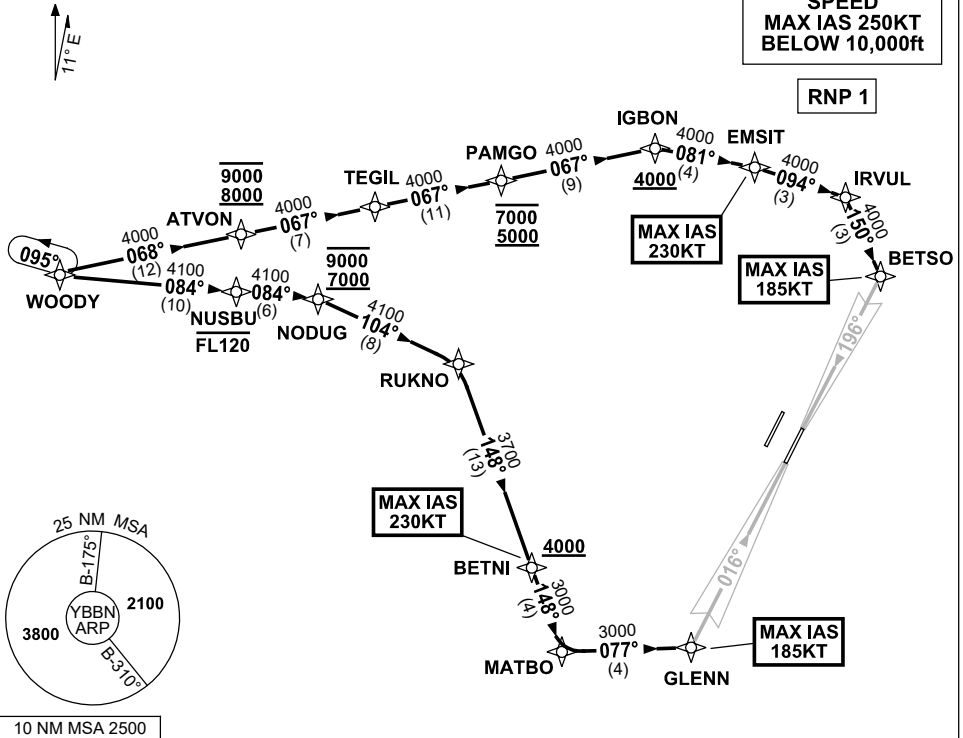 SPEED
MAX IAS 250KT
BELOW 10,000ft
11° E
RNP 1
IGBON
4000
EMSIT
4000
081°
(4)
4000
094°
(3)
IRVUL
4000
150°
(3)
BETSO
PAMGO
4000
067°
(9)
4000
7000
5000
TEGIL
4000
067°
(11)
9000
8000
ATVON
4000
067°
(7)
MAX IAS
230KT
MAX IAS
185KT
095°
WOODY
4000
068°
(12)
4100
084°
(10)
NUSBU
FL120
4100
084°
(6)
9000
7000
NODUG
4100
104°
(8)
RUKNO
196°
3700
148°
(13)
MAX IAS
230KT
4000
BETNI
3000
148°
(4)
MATBO
3000
077°
(4)
GLENN
016°
MAX IAS
185KT
25 NM MSA
B-175°
YBBN
ARP
2100
3800
B-310°
10 NM MSA 2500